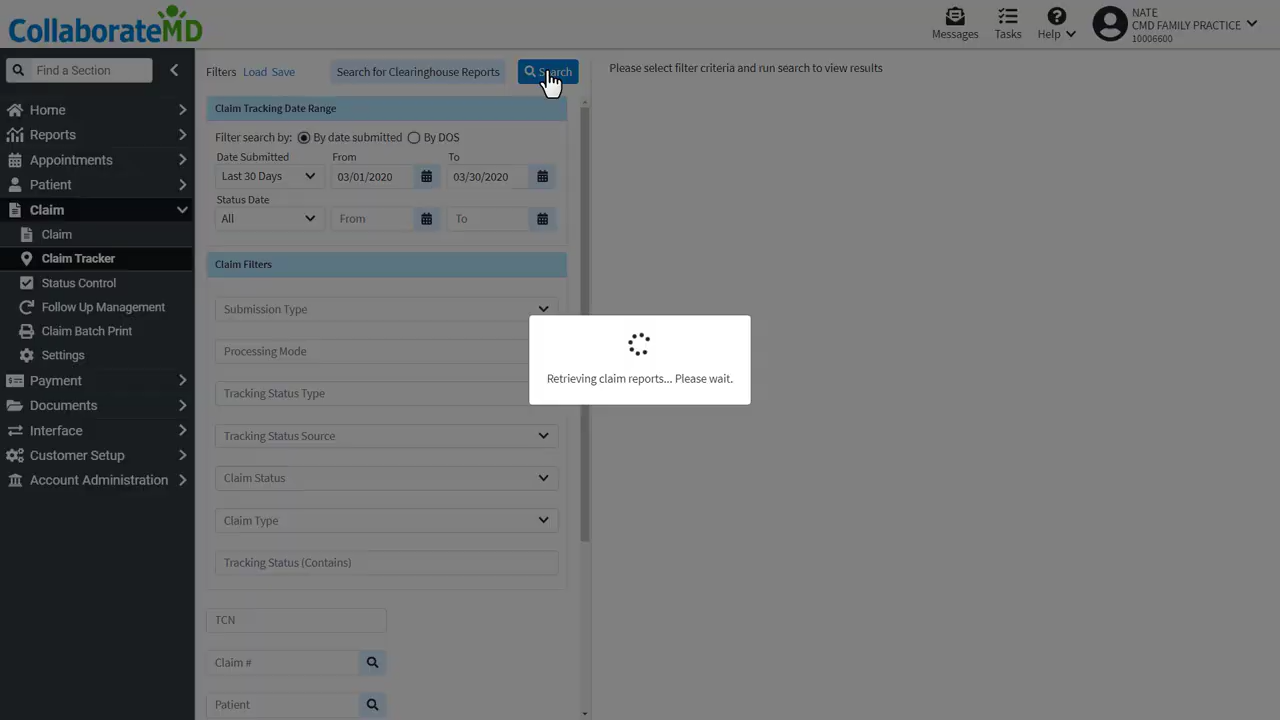 CollaborateMD
Messages
Tasks
Help
NATE
CMD FAMILY PRACTICE
10006600
Find a Section
Home
Reports
Appointments
Patient
Claim
Claim
Claim Tracker
Status Control
Follow Up Management
Claim Batch Print
Settings
Payment
Documents
Interface
Customer Setup
Account Administration
Filters Load Save Search for Clearinghouse Reports Search
Claim Tracking Date Range
Filter search by: By date submitted By DOS
Date Submitted From To
Last 30 Days 03/01/2020 03/30/2020
Status Date
All From To
Claim Filters
Submission Type
Processing Mode
Tracking Status Type
Tracking Status Source
Claim Status
Claim Type
Tracking Status (Contains)
TCN
Claim #
Patient
Please select filter criteria and run search to view results
Retrieving claim reports... Please wait.